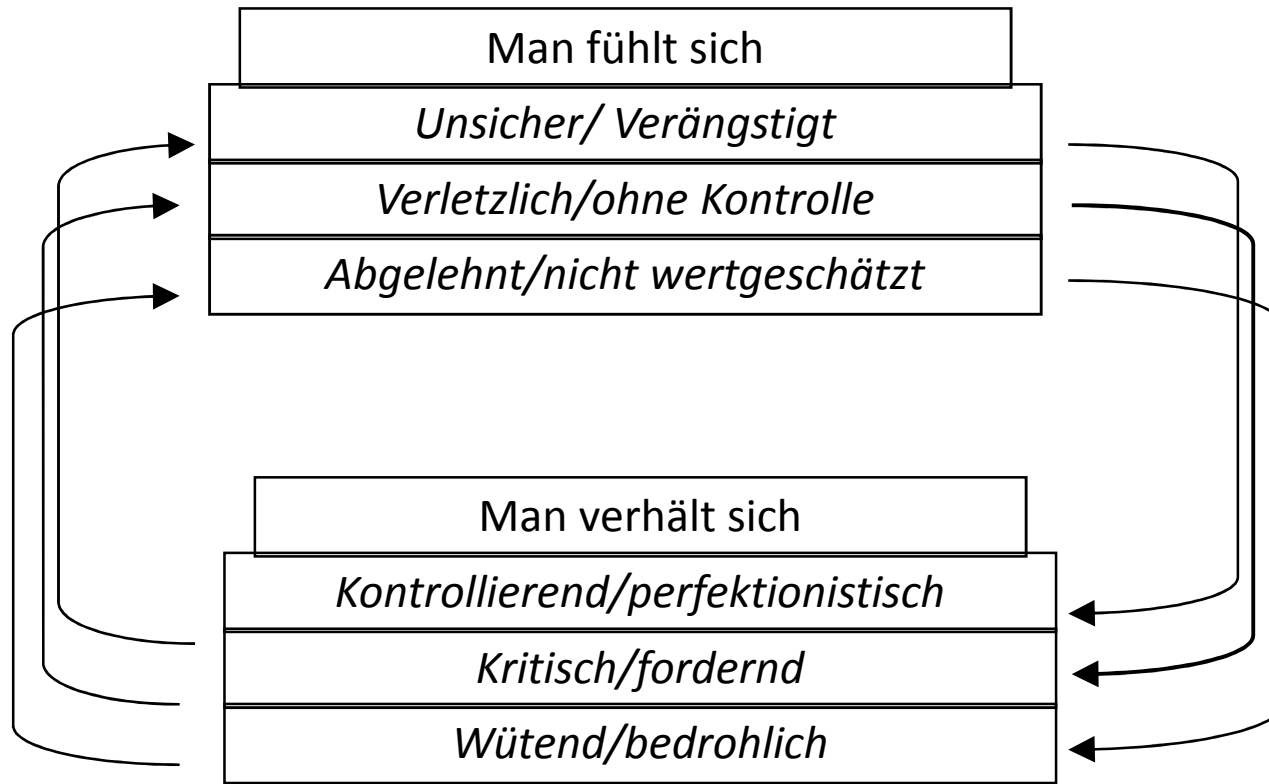 Man fühlt sich
Unsicher/ Verängstigt
Verletzlich/ohne Kontrolle
Abgelehnt/nicht wertgeschätzt
Man verhält sich
Kontrollierend/perfektionistisch
Kritisch/fordernd
Wütend/bedrohlich